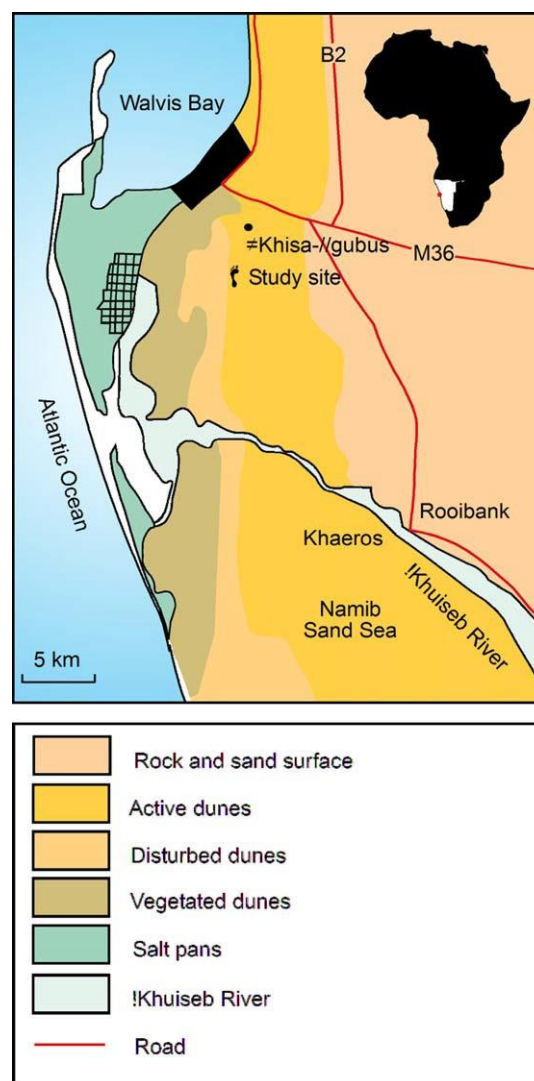 B2
Walvis Bay
≠Khisa-//gubus
M36
Study site
Atlantic Ocean
Rooibank
Khaeros
!Khuiseb River
Namib
Sand Sea
5 km
Rock and sand surface
Active dunes
Disturbed dunes
Vegetated dunes
Salt pans
!Khuiseb River
Road